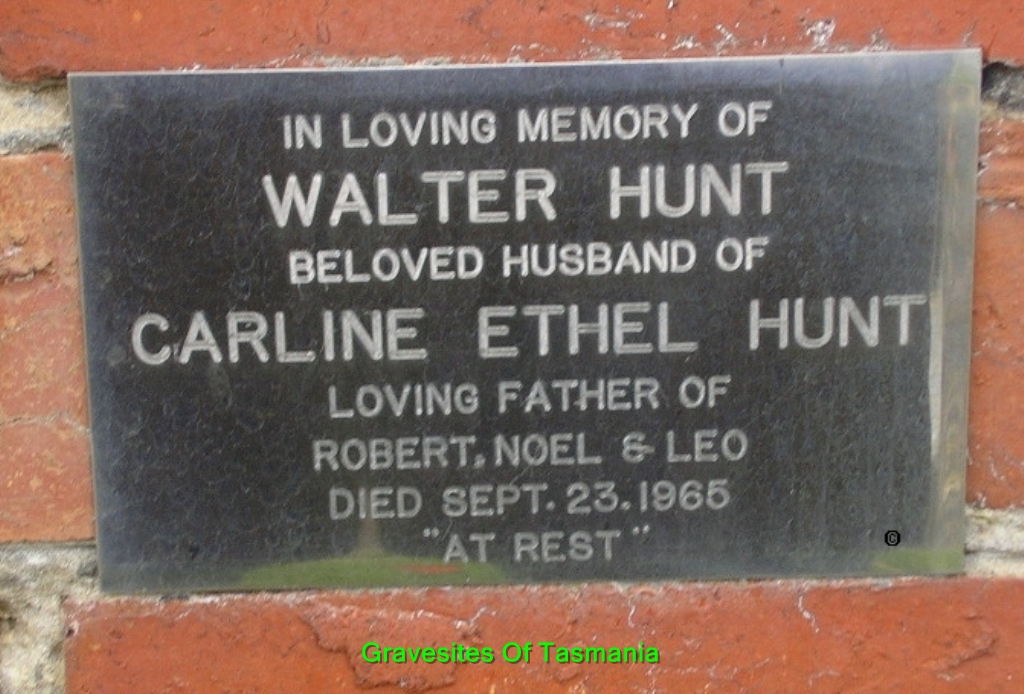 IN LOVING MEMORY OF
WALTER HUNT
BELOVED HUSBAND OF
CARLINE ETHEL HUNT
LOVING FATHER OF
ROBERT, NOEL & LEO
DIED SEPT. 23. 1965
"AT REST"
©
Gravesites Of Tasmania